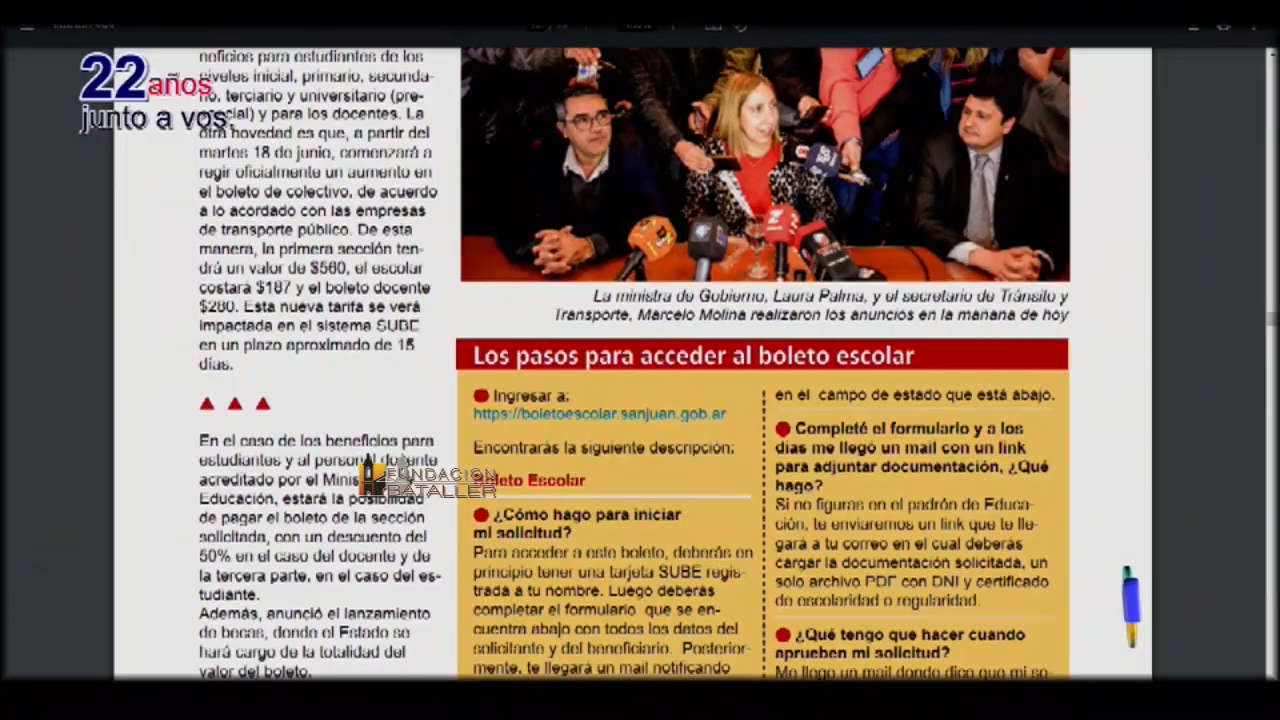 22 años
junto a vos
neficios para estudiantes de los
niveles inicial, primario, secunda-
rio, terciario y universitario (pre-
sencial) y para los docentes. La
otra novedad es que, a partir del
martes 18 de junio, comenzará a
regir oficialmente un aumento en
el boleto de colectivo, de acuerdo
a lo acordado con las empresas
de transporte público. De esta
manera, la primera sección ten-
drá un valor de $560, el escolar
costará $187 y el boleto docente
$280. Esta nueva tarifa se verá
impactada en el sistema SUBE
en un plazo aproximado de 15
días.
En el caso de los beneficios para
estudiantes y al personal docente
acreditado por el Minis
Educación, estará la posibilidad
de pagar el boleto de la sección
solicitada, con un descuento del
50% en el caso del docente y de
la tercera parte, en el caso del es-
tudiante.
Además, anunció el lanzamiento
de becas, donde el Estado se
hará cargo de la totalidad del
valor del boleto.
La ministra de Gobierno, Laura Palma, y el secretario de Tránsito y
Transporte, Marcelo Molina realizaron los anuncios en la mañana de hoy
Los pasos para acceder al boleto escolar
Ingresar a:
https://boletoescolar.sanjuan.gob.ar
Encontrarás la siguiente descripción:
Boleto Escolar
¿Cómo hago para iniciar
mi solicitud?
Para acceder a este boleto, deberás en
principio tener una tarjeta SUBE regis-
trada a tu nombre. Luego deberás
completar el formulario que se en-
cuentra abajo con todos los datos del
solicitante y del beneficiario. Posterior-
mente, te llegará un mail notificando
en el campo de estado que está abajo.
Completé el formulario y a los
días me llegó un mail con un link
para adjuntar documentación, ¿Qué
hago?
Si no figuras en el padrón de Educa-
ción, te enviaremos un link que te lle-
gará a tu correo en el cual deberás
cargar la documentación solicitada, un
solo archivo PDF con DNI y certificado
de escolaridad o regularidad.
¿Qué tengo que hacer cuando
aprueben mi solicitud?
Me llego un mail donde dice que mi so-
FUNDACION
BATALLER